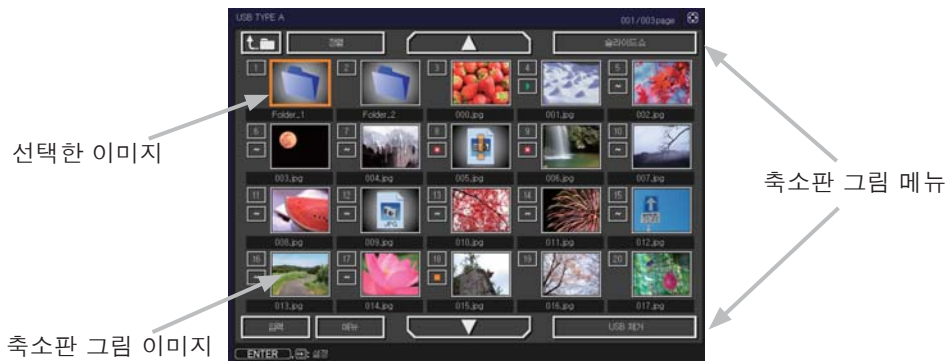 USB TYPE A 001/003page
정렬 슬라이드쇼
1 2 3 4 5
Folder_1 Folder_2 000.jpg 001.jpg 002.jpg
선택한 이미지
6 7 8 9 10
003.jpg 004.jpg 005.jpg 006.jpg 007.jpg
축소판 그림 메뉴
11 12 13 14 15
JPG
008.jpg 009.jpg 010.jpg 011.jpg 012.jpg
16 17 18 19 20
013.jpg 014.jpg 015.jpg 016.jpg 017.jpg
입력 메뉴 USB 제거
축소판 그림 이미지
ENTER , : 설정